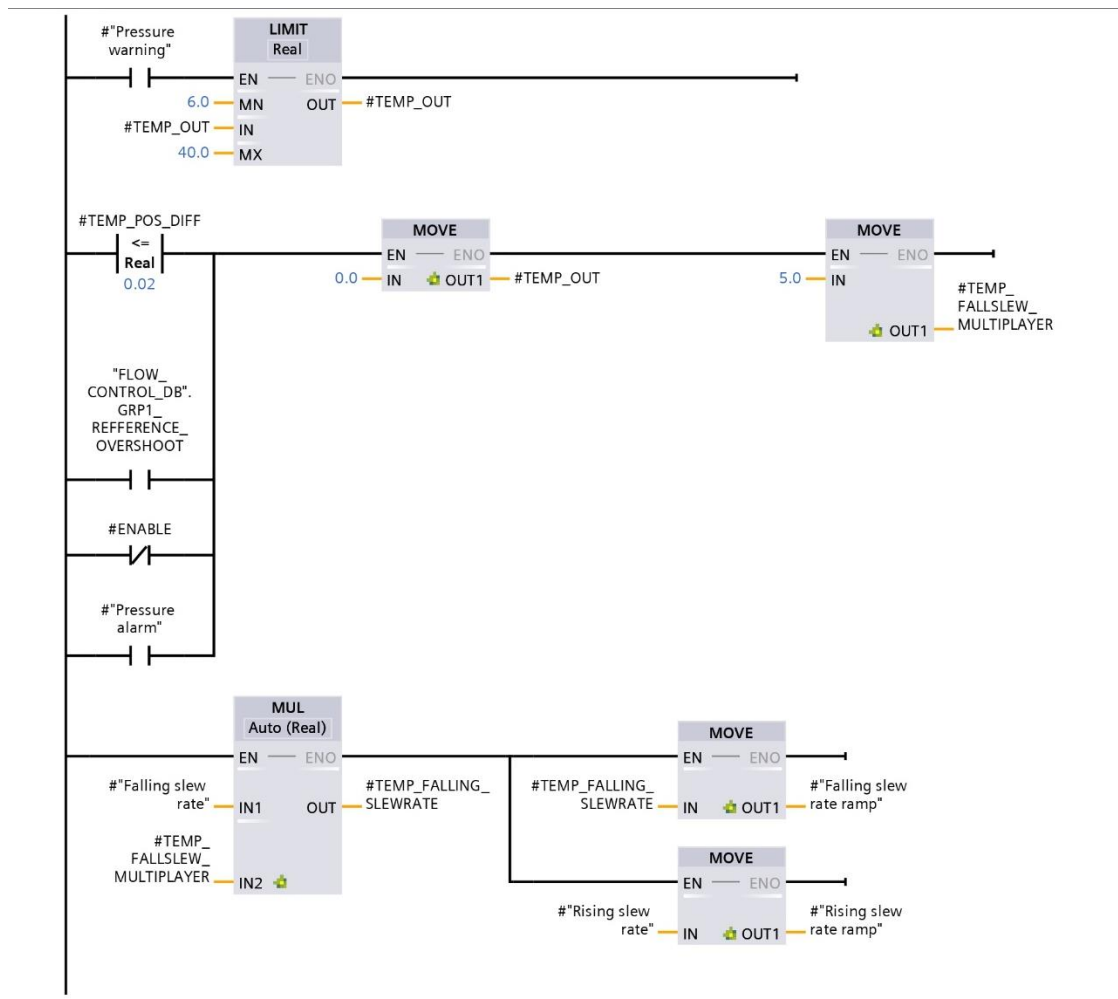 #"Pressure
warning"
LIMIT
Real
EN
ENO
6.0
MN
OUT
#TEMP_OUT
#TEMP_OUT
IN
40.0
MX
#TEMP_POS_DIFF
<=
Real
0.02
MOVE
EN
ENO
0.0
IN
OUT1
#TEMP_OUT
MOVE
EN
ENO
5.0
IN
OUT1
#TEMP_
FALLSLEW_
MULTIPLAYER
"FLOW_
CONTROL_DB".
GRP1_
REFFERENCE_
OVERSHOOT
#ENABLE
#"Pressure
alarm"
MUL
Auto (Real)
EN
ENO
#"Falling slew
rate"
IN1
OUT
#TEMP_FALLING_
SLEWRATE
#TEMP_
FALLSLEW_
MULTIPLAYER
IN2
MOVE
EN
ENO
#TEMP_FALLING_
SLEWRATE
IN
OUT1
#"Falling slew
rate ramp"
MOVE
EN
ENO
#"Rising slew
rate"
IN
OUT1
#"Rising slew
rate ramp"